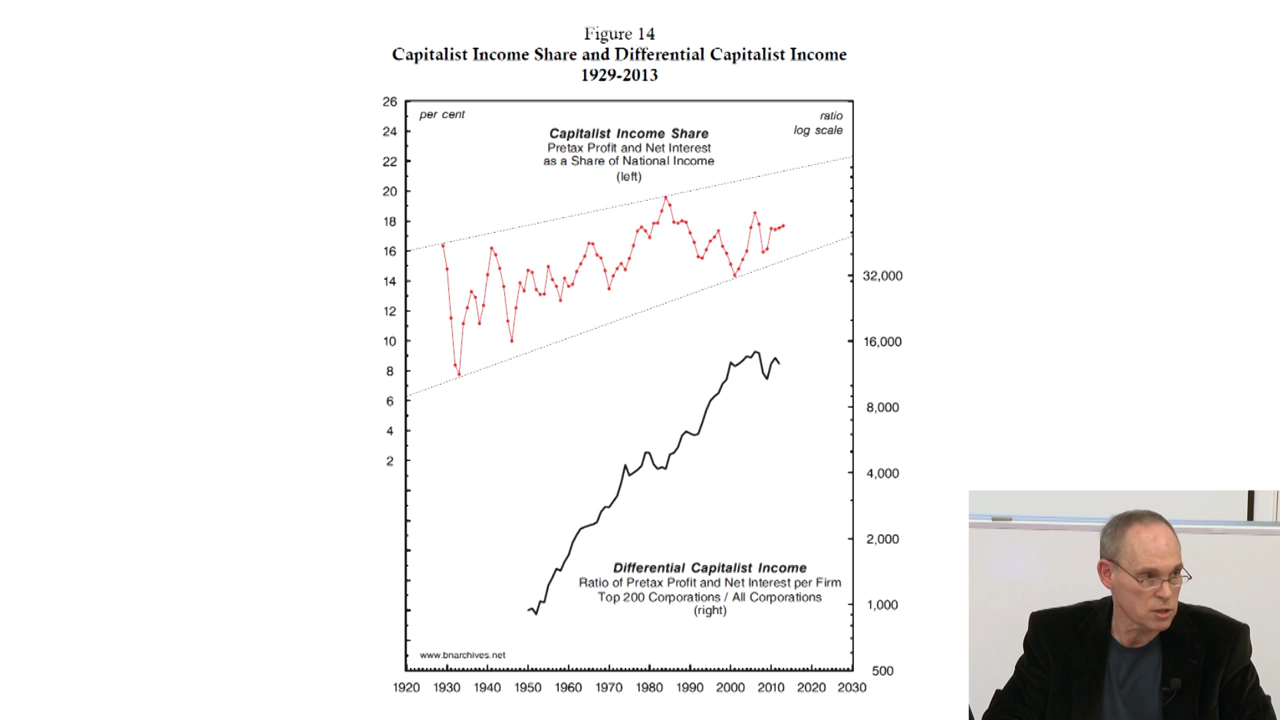 Figure 14
Capitalist Income Share and Differential Capitalist Income
1929-2013
per cent
ratio
log scale
Capitalist Income Share
Pretax Profit and Net Interest
as a Share of National Income
(left)
26
24
22
20
18
16
14
12
10
8
6
4
2
32,000
16,000
8,000
4,000
2,000
1,000
500
Differential Capitalist Income
Ratio of Pretax Profit and Net Interest per Firm
Top 200 Corporations / All Corporations
(right)
www.bnarchives.net
1920 1930 1940 1950 1960 1970 1980 1990 2000 2010 2020 2030